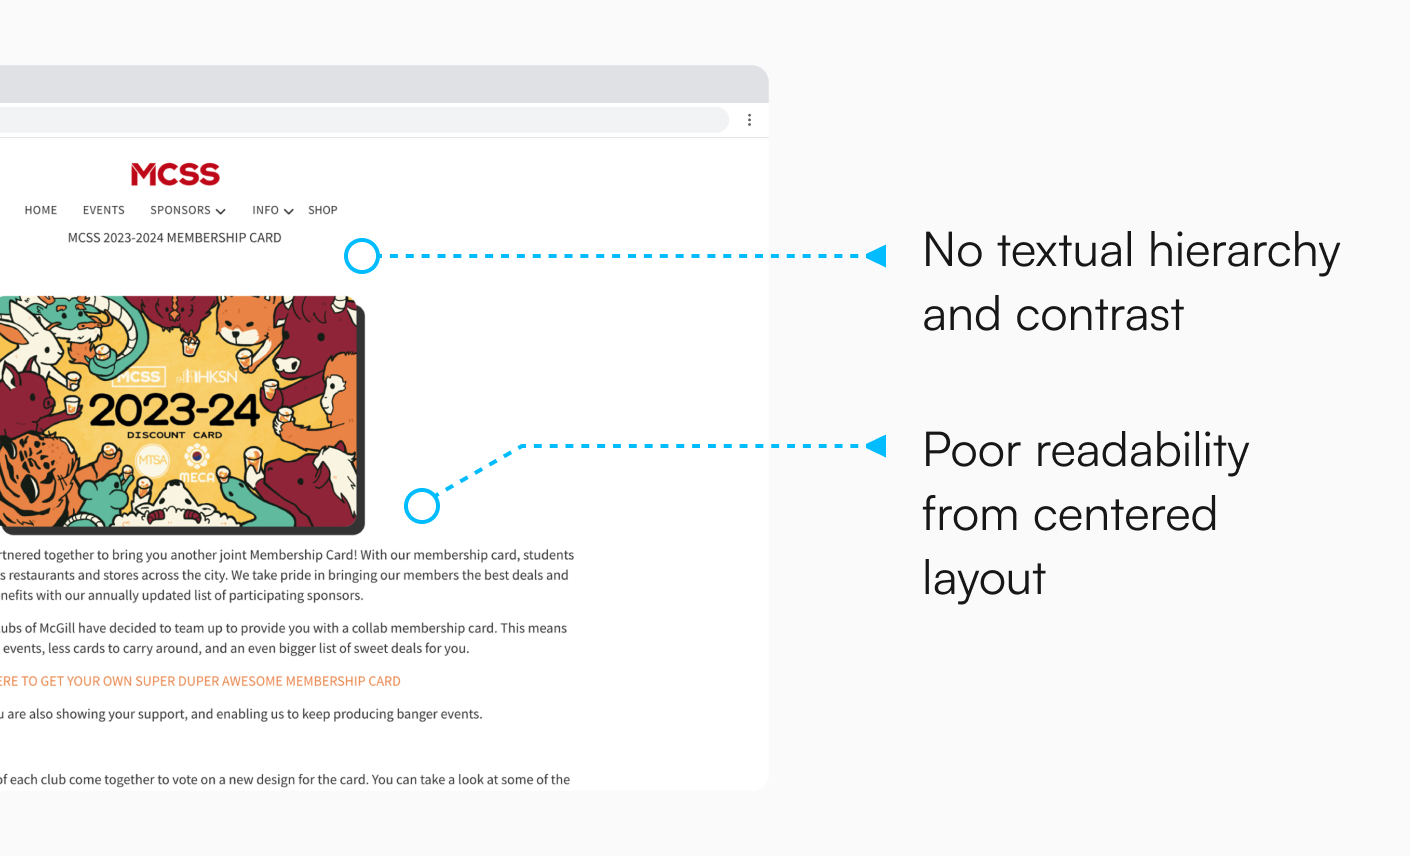 MCSS
HOME EVENTS SPONSORS INFO SHOP
MCSS 2023-2024 MEMBERSHIP CARD
No textual hierarchy
and contrast
MCSS HKSN
2023-24
DISCOUNT CARD
MTSA
MECA
Poor readability
from centered
layout
together to bring you another joint Membership Card! With our membership card, students
restaurants and stores across the city. We take pride in bringing our members the best deals and
with our annually updated list of participating sponsors.
of McGill have decided to team up to provide you with a collab membership card. This means
events, less cards to carry around, and an even bigger list of sweet deals for you.
TO GET YOUR OWN SUPER DUPER AWESOME MEMBERSHIP CARD
are also showing your support, and enabling us to keep producing banger events.
of each club come together to vote on a new design for the card. You can take a look at some of the